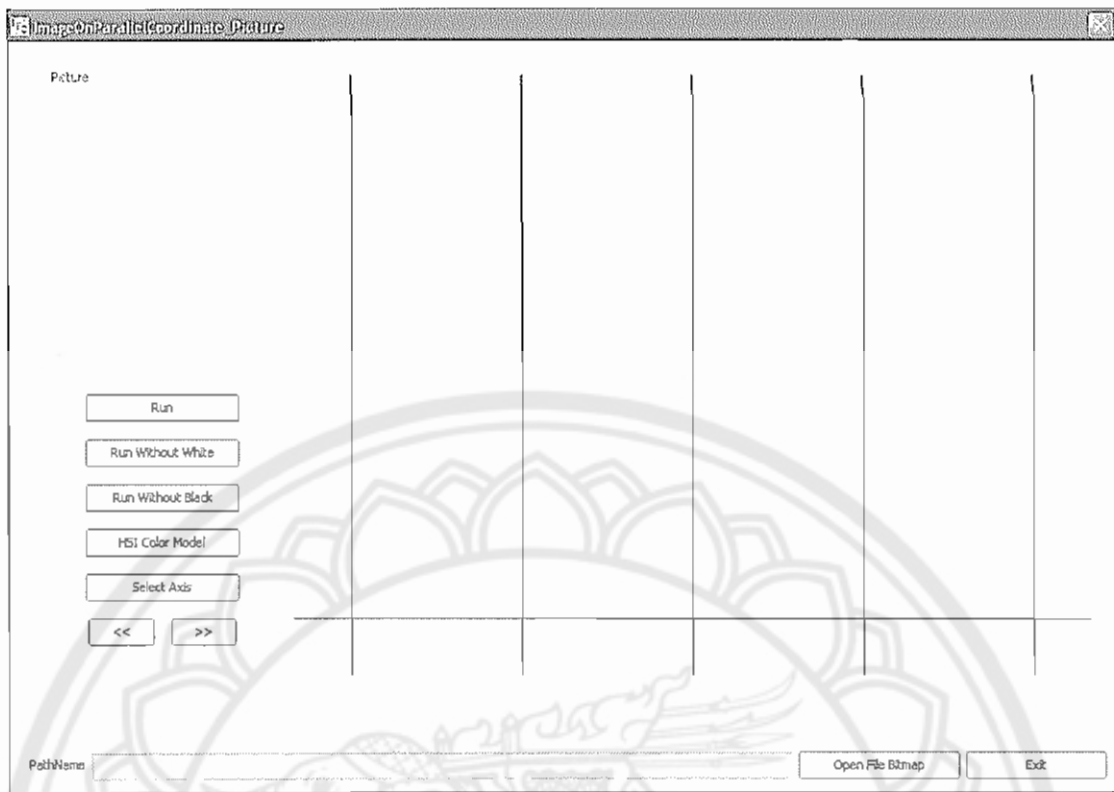 ImageOnParallelCoordinate_Picture
Picture
Run
Run Without White
Run Without Black
HSI Color Model
Select Axis
<< >>
PathName
Open File Bitmap
Exit